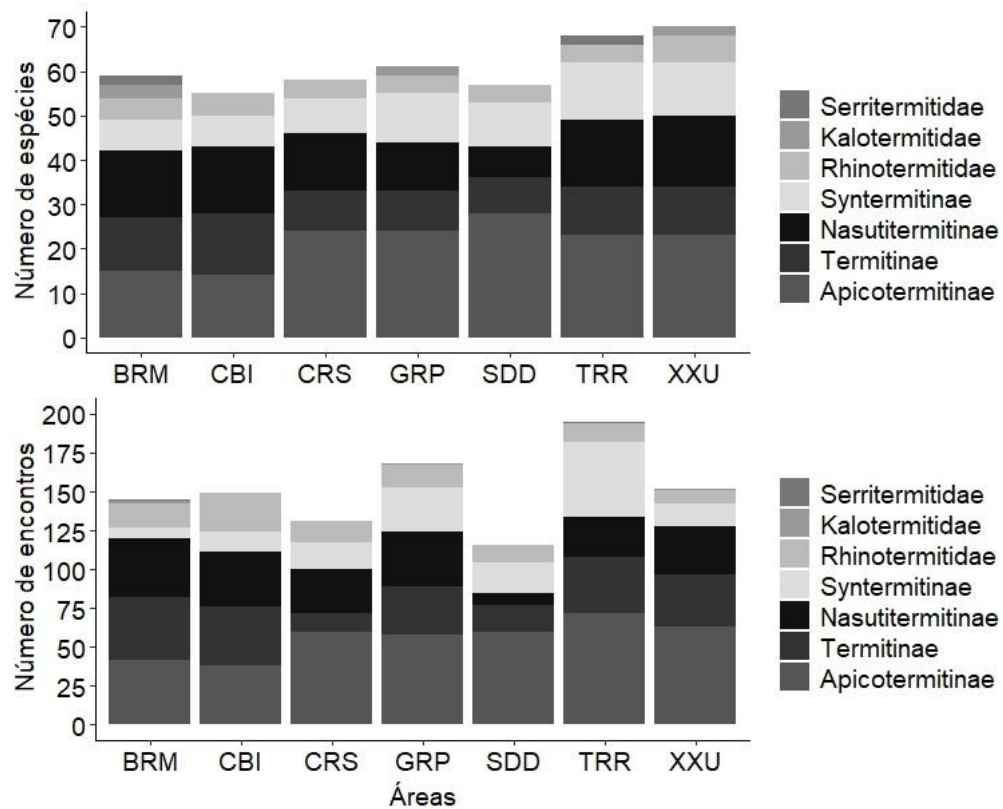 Número de espécies
70
60
50
40
30
20
10
0
BRM CBI CRS GRP SDD TRR XXU
Serritermitidae
Kalotermitidae
Rhinotermitidae
Syntermitinae
Nasutitermitinae
Termitinae
Apicotermitinae
Número de encontros
200
175
150
125
100
75
50
25
0
BRM CBI CRS GRP SDD TRR XXU
Áreas
Serritermitidae
Kalotermitidae
Rhinotermitidae
Syntermitinae
Nasutitermitinae
Termitinae
Apicotermitinae